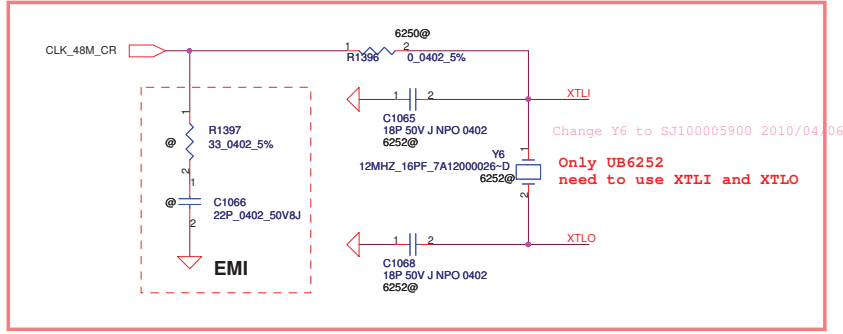 6250@
CLK_48M_CR
1
2
R1396
0_0402_5%
1
2
XTLI
C1065
18P 50V J NPO 0402
6252@
Change Y6 to SJ100005900 2010/04/06
1
@
R1397
33_0402_5%
2
1
Y6
12MHZ_16PF_7A12000026~D
6252@
2
Only UB6252
need to use XTLI and XTLO
1
@
C1066
22P_0402_50V8J
2
EMI
1
2
XTLO
C1068
18P 50V J NPO 0402
6252@